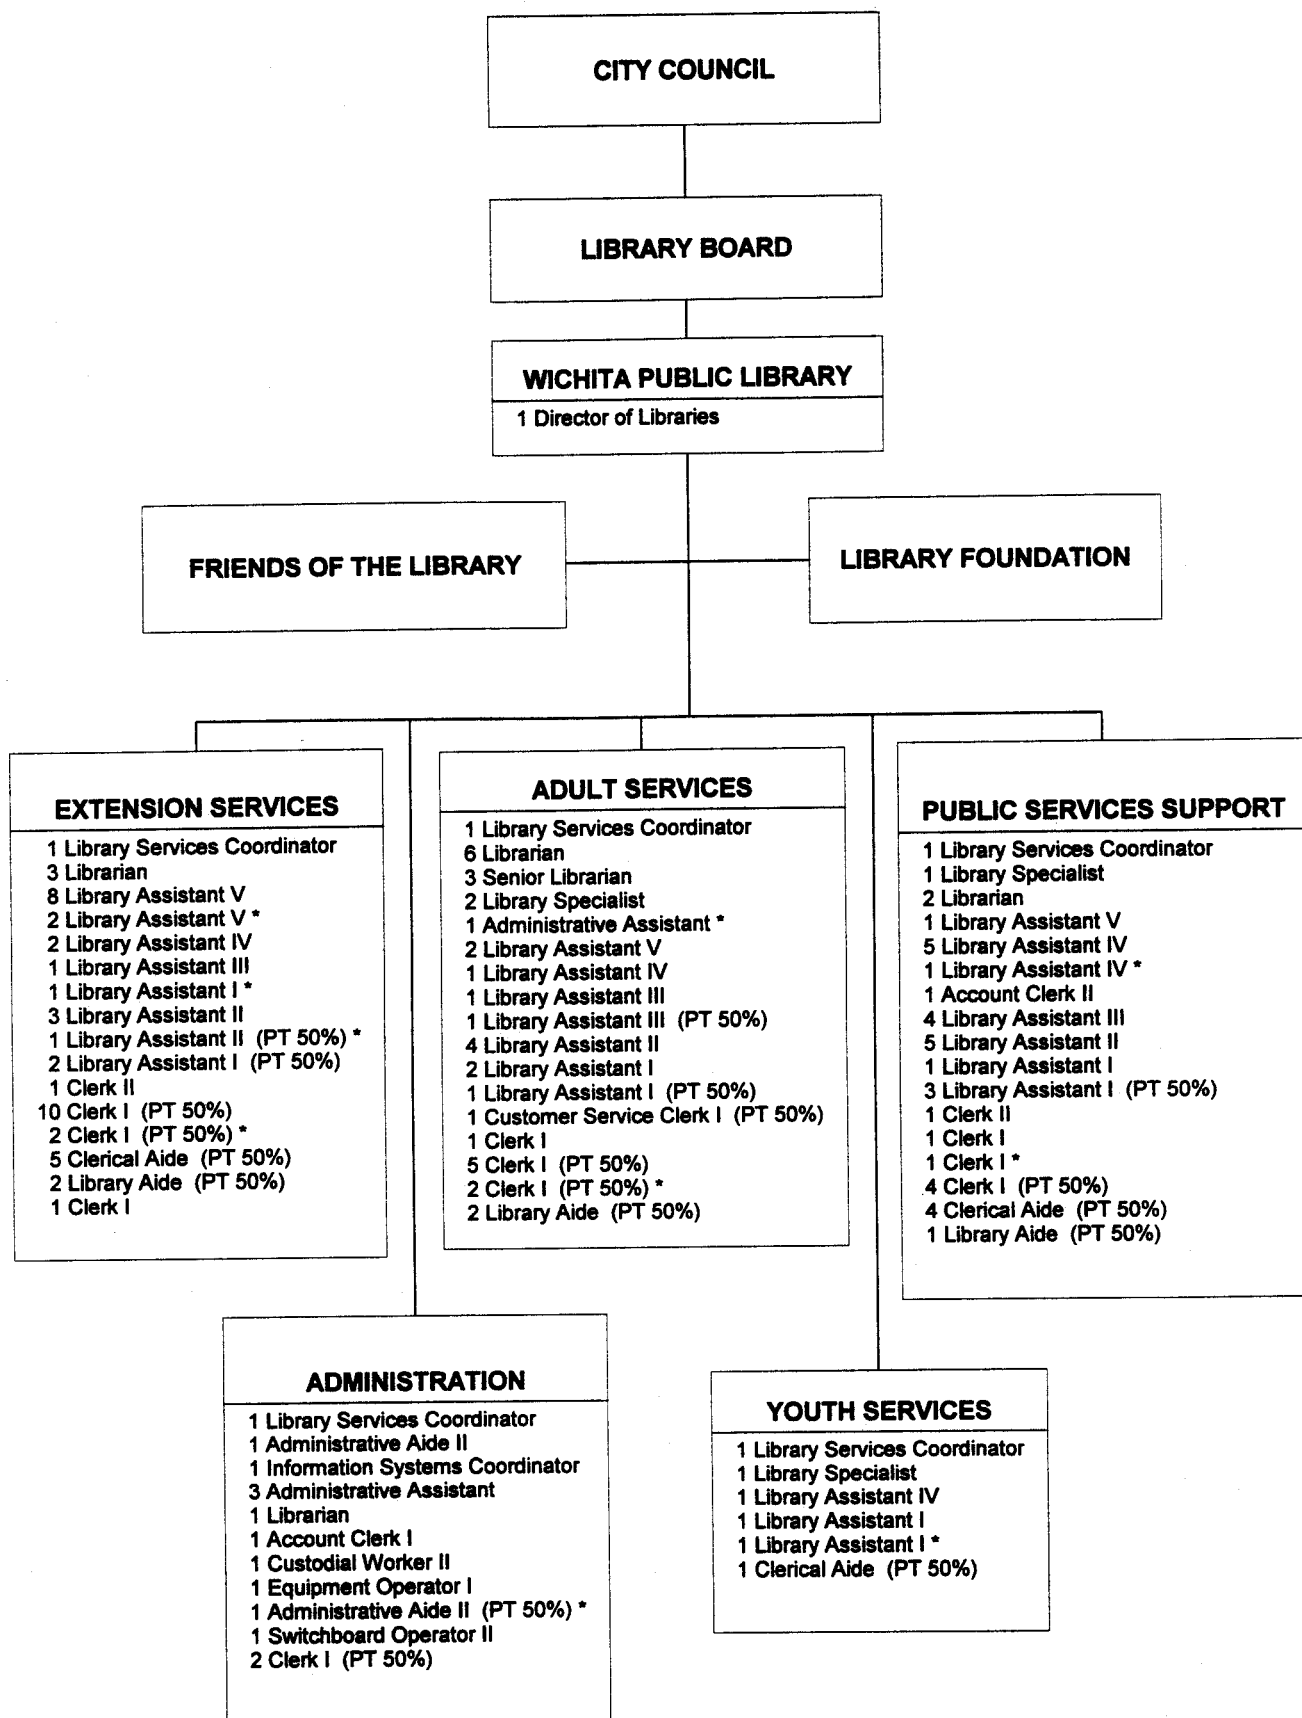 CITY COUNCIL
LIBRARY BOARD
WICHITA PUBLIC LIBRARY
1 Director of Libraries
FRIENDS OF THE LIBRARY
LIBRARY FOUNDATION
EXTENSION SERVICES
1 Library Services Coordinator
3 Librarian
8 Library Assistant V
2 Library Assistant V *
2 Library Assistant IV
1 Library Assistant III
1 Library Assistant I *
3 Library Assistant II
1 Library Assistant II (PT 50%) *
2 Library Assistant I (PT 50%)
1 Clerk II
10 Clerk I (PT 50%)
2 Clerk I (PT 50%) *
5 Clerical Aide (PT 50%)
2 Library Aide (PT 50%)
1 Clerk I
ADULT SERVICES
1 Library Services Coordinator
6 Librarian
3 Senior Librarian
2 Library Specialist
1 Administrative Assistant *
2 Library Assistant V
1 Library Assistant IV
1 Library Assistant III
1 Library Assistant III (PT 50%)
4 Library Assistant II
2 Library Assistant I
1 Library Assistant I (PT 50%)
1 Customer Service Clerk I (PT 50%)
1 Clerk I
5 Clerk I (PT 50%)
2 Clerk I (PT 50%) *
2 Library Aide (PT 50%)
PUBLIC SERVICES SUPPORT
1 Library Services Coordinator
1 Library Specialist
2 Librarian
1 Library Assistant V
5 Library Assistant IV
1 Library Assistant IV *
1 Account Clerk II
4 Library Assistant III
5 Library Assistant II
1 Library Assistant I
3 Library Assistant I (PT 50%)
1 Clerk II
1 Clerk I
1 Clerk I *
4 Clerk I (PT 50%)
4 Clerical Aide (PT 50%)
1 Library Aide (PT 50%)
ADMINISTRATION
1 Library Services Coordinator
1 Administrative Aide II
1 Information Systems Coordinator
3 Administrative Assistant
1 Librarian
1 Account Clerk I
1 Custodial Worker II
1 Equipment Operator I
1 Administrative Aide II (PT 50%) *
1 Switchboard Operator II
2 Clerk I (PT 50%)
YOUTH SERVICES
1 Library Services Coordinator
1 Library Specialist
1 Library Assistant IV
1 Library Assistant I
1 Library Assistant I *
1 Clerical Aide (PT 50%)